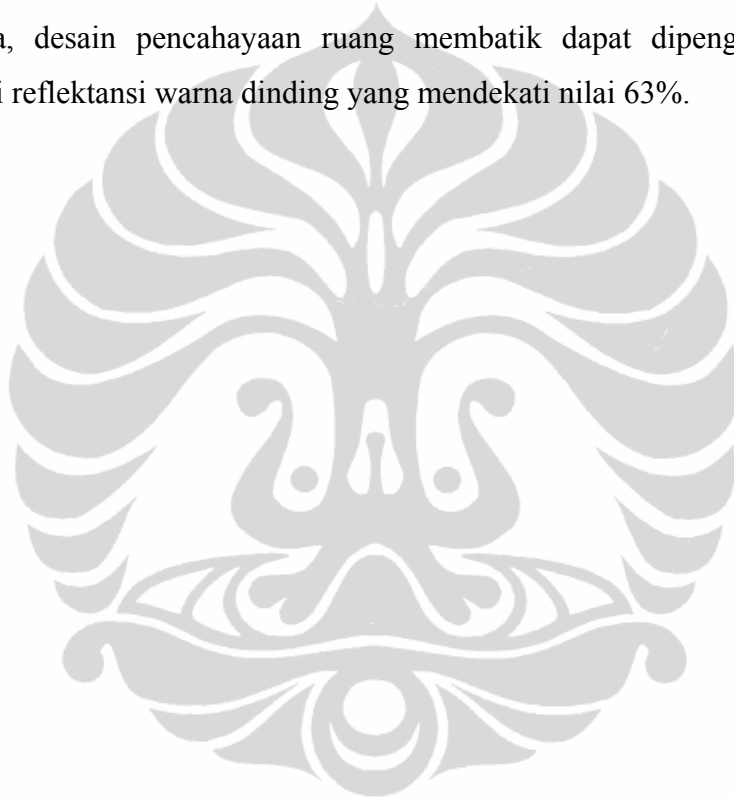 a, desain pencahayaan ruang membatik dapat dipeng
i reflektansi warna dinding yang mendekati nilai 63%.